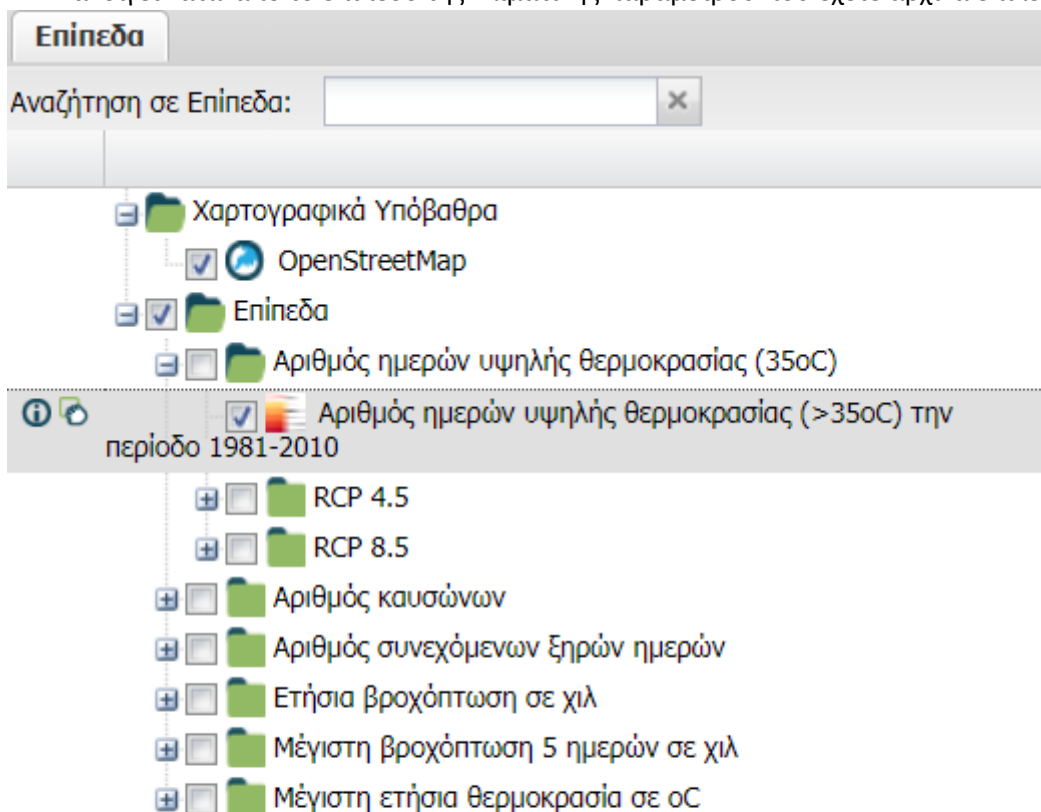 Επίπεδα
Αναζήτηση σε Επίπεδα:
Χαρτογραφικά Υπόβαθρα
OpenStreetMap
Επίπεδα
Αριθμός ημερών υψηλής θερμοκρασίας (35oC)
Αριθμός ημερών υψηλής θερμοκρασίας (>35oC) την
περίοδο 1981-2010
RCP 4.5
RCP 8.5
Αριθμός καυσώνων
Αριθμός συνεχόμενων ξηρών ημερών
Ετήσια βροχόπτωση σε χιλ
Μέγιστη βροχόπτωση 5 ημερών σε χιλ
Μέγιστη ετήσια θερμοκρασία σε oC